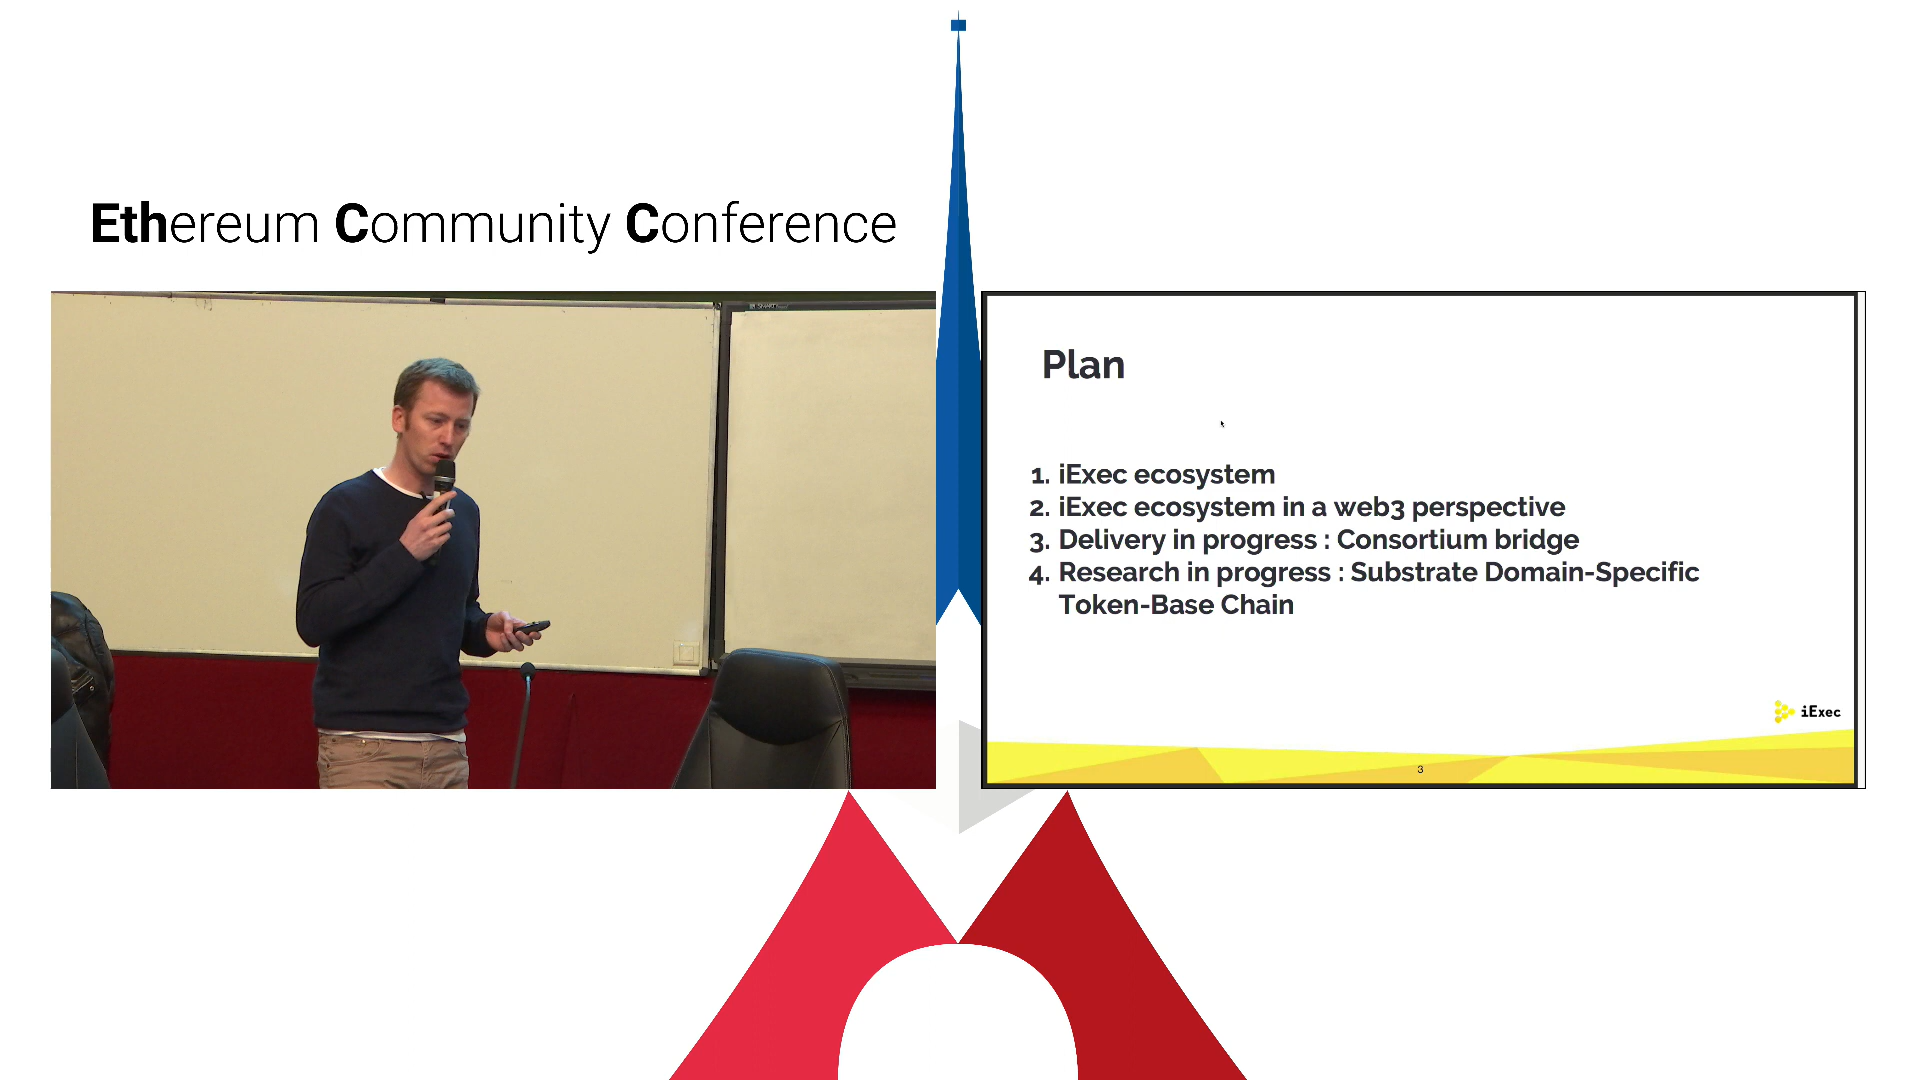 Ethereum Community Conference
SMART
Plan
1. iExec ecosystem
2. iExec ecosystem in a web3 perspective
3. Delivery in progress : Consortium bridge
4. Research in progress : Substrate Domain-Specific
Token-Base Chain
iExec
3